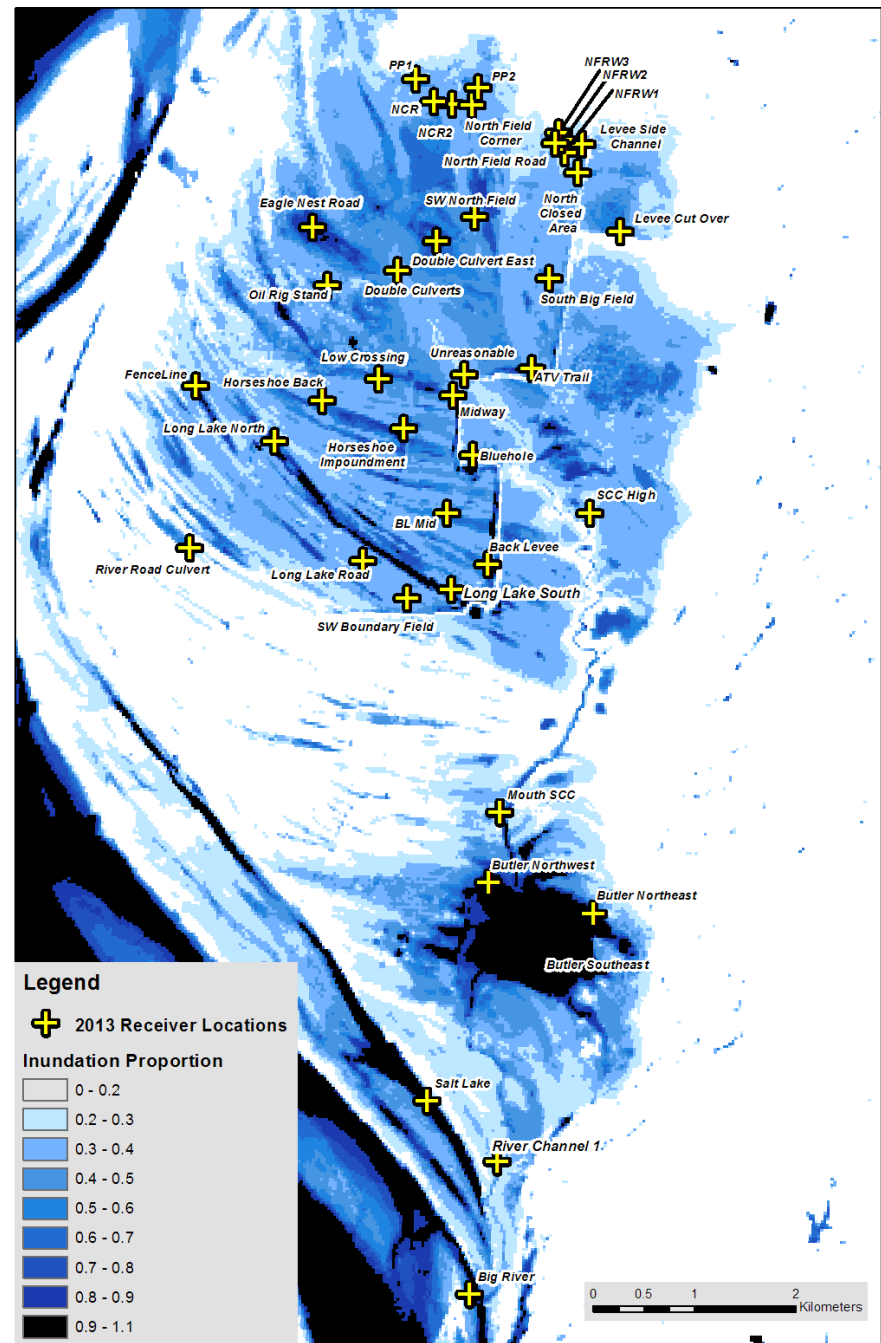 NFRW3
NFRW2
NFRW1
PP1
PP2
NCR
NCR2
North Field
Corner
Levee Side
Channel
North Field Road
North
Closed
Area
Eagle Nest Road
SW North Field
Levee Cut Over
Double Culvert East
Oil Rig Stand
Double Culverts
South Big Field
Low Crossing
Unreasonable
FenceLine
Horseshoe Back
ATV Trail
Midway
Long Lake North
Horseshoe
Impoundment
Bluehole
BL Mid
SCC High
Back Levee
River Road Culvert
Long Lake Road
Long Lake South
SW Boundary Field
Mouth SCC
Butler Northwest
Butler Northeast
Butler Southeast
Salt Lake
River Channel 1
Big River
Legend
2013 Receiver Locations
Inundation Proportion
0 - 0.2
0.2 - 0.3
0.3 - 0.4
0.4 - 0.5
0.5 - 0.6
0.6 - 0.7
0.7 - 0.8
0.8 - 0.9
0.9 - 1.1
0 0.5 1 2
Kilometers